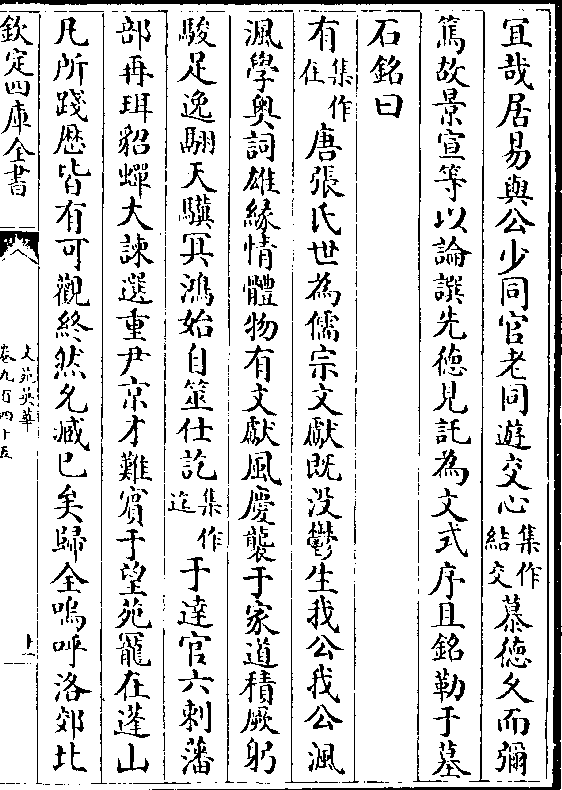 宜哉居易與公少同官老同遊交心集作結交慕德久而彌
篤故景宣等以論譔先德見託為文式序且銘勒于墓
石銘曰
有集作住唐張氏世為儒宗文獻既没鬱生我公我公渢
渢學奥詞雄緣情體物有文獻風慶襲于家道積厥躬
駿足逸翮天驥冥鴻始自筮仕訖集作迄于達官六刺藩
部再珥貂蟬大諫選重尹京才難賓于望苑寵在蓬山
凡所踐歴皆有可觀終然允臧已矣歸全嗚呼洛郊北
欽定四庫全書
文苑英華
卷九百四十五
十一